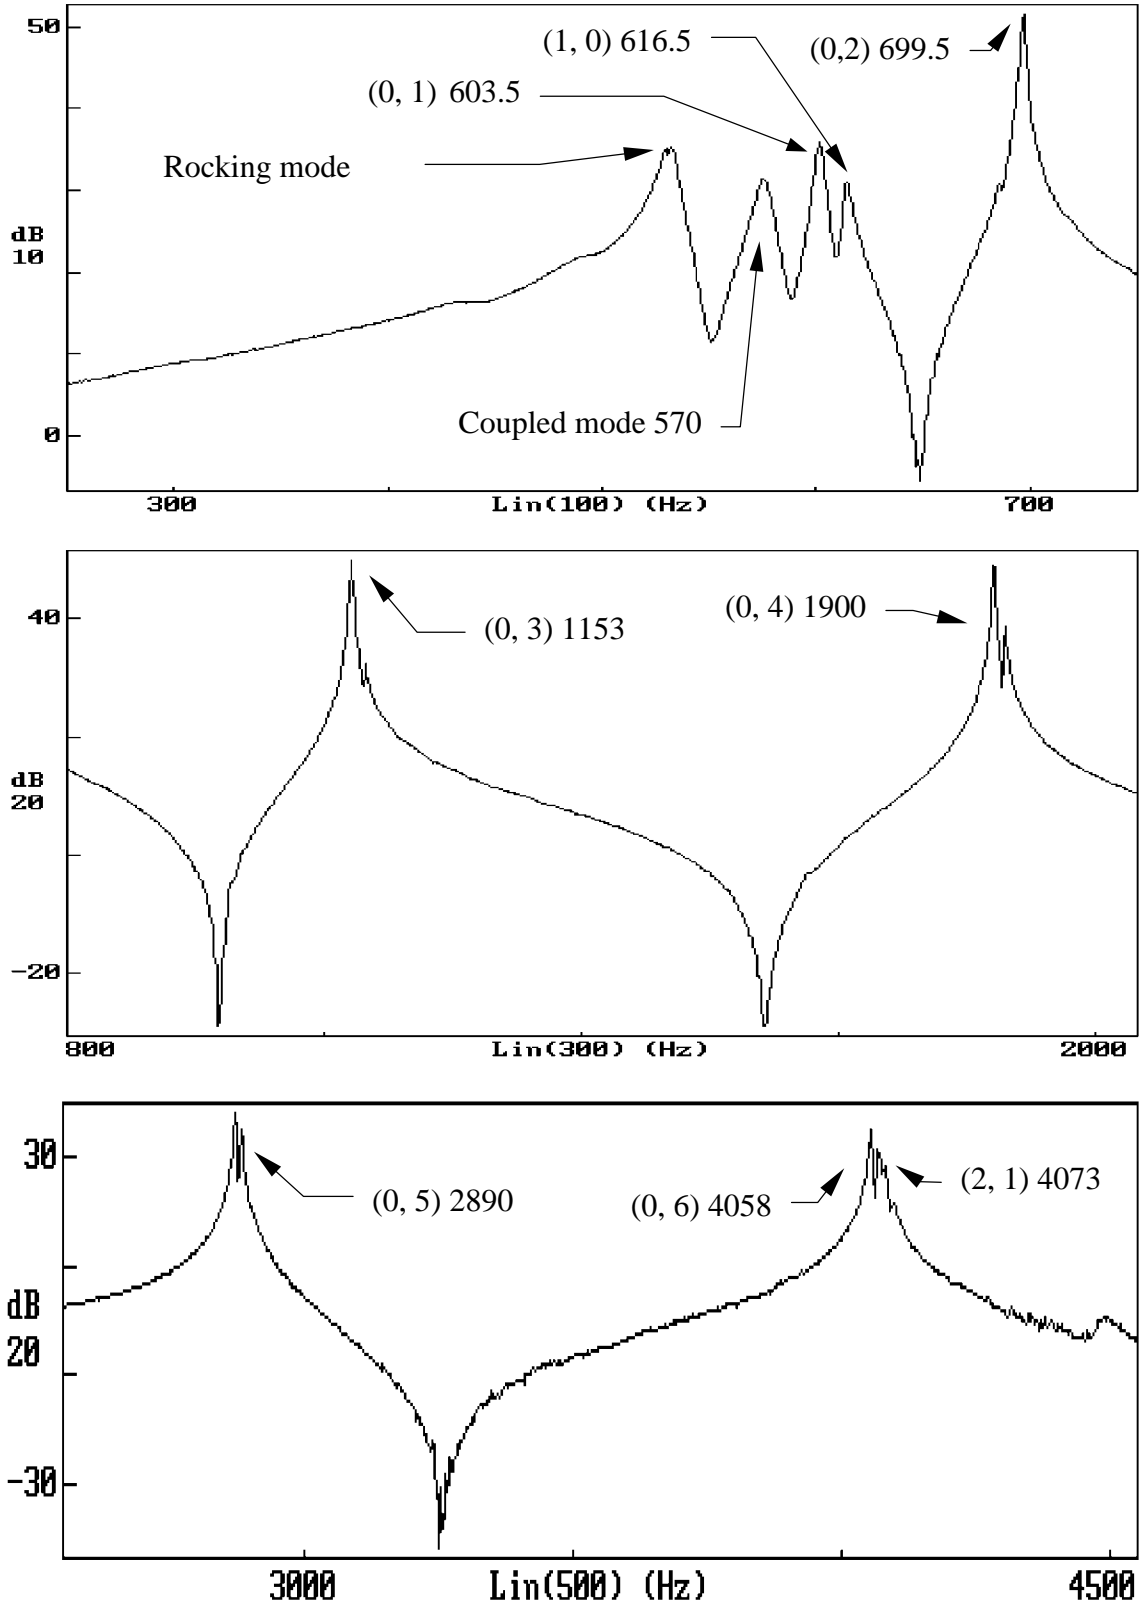 50
(1, 0) 616.5
(0,2) 699.5
(0, 1) 603.5
Rocking mode
dB
10
Coupled mode 570
0
300 Lin(100) (Hz) 700
40
(0, 3) 1153
(0, 4) 1900
dB
20
-20
800 Lin(300) (Hz) 2000
30
(0, 5) 2890
(0, 6) 4058
(2, 1) 4073
dB
20
-30
3000 Lin(500) (Hz) 4500